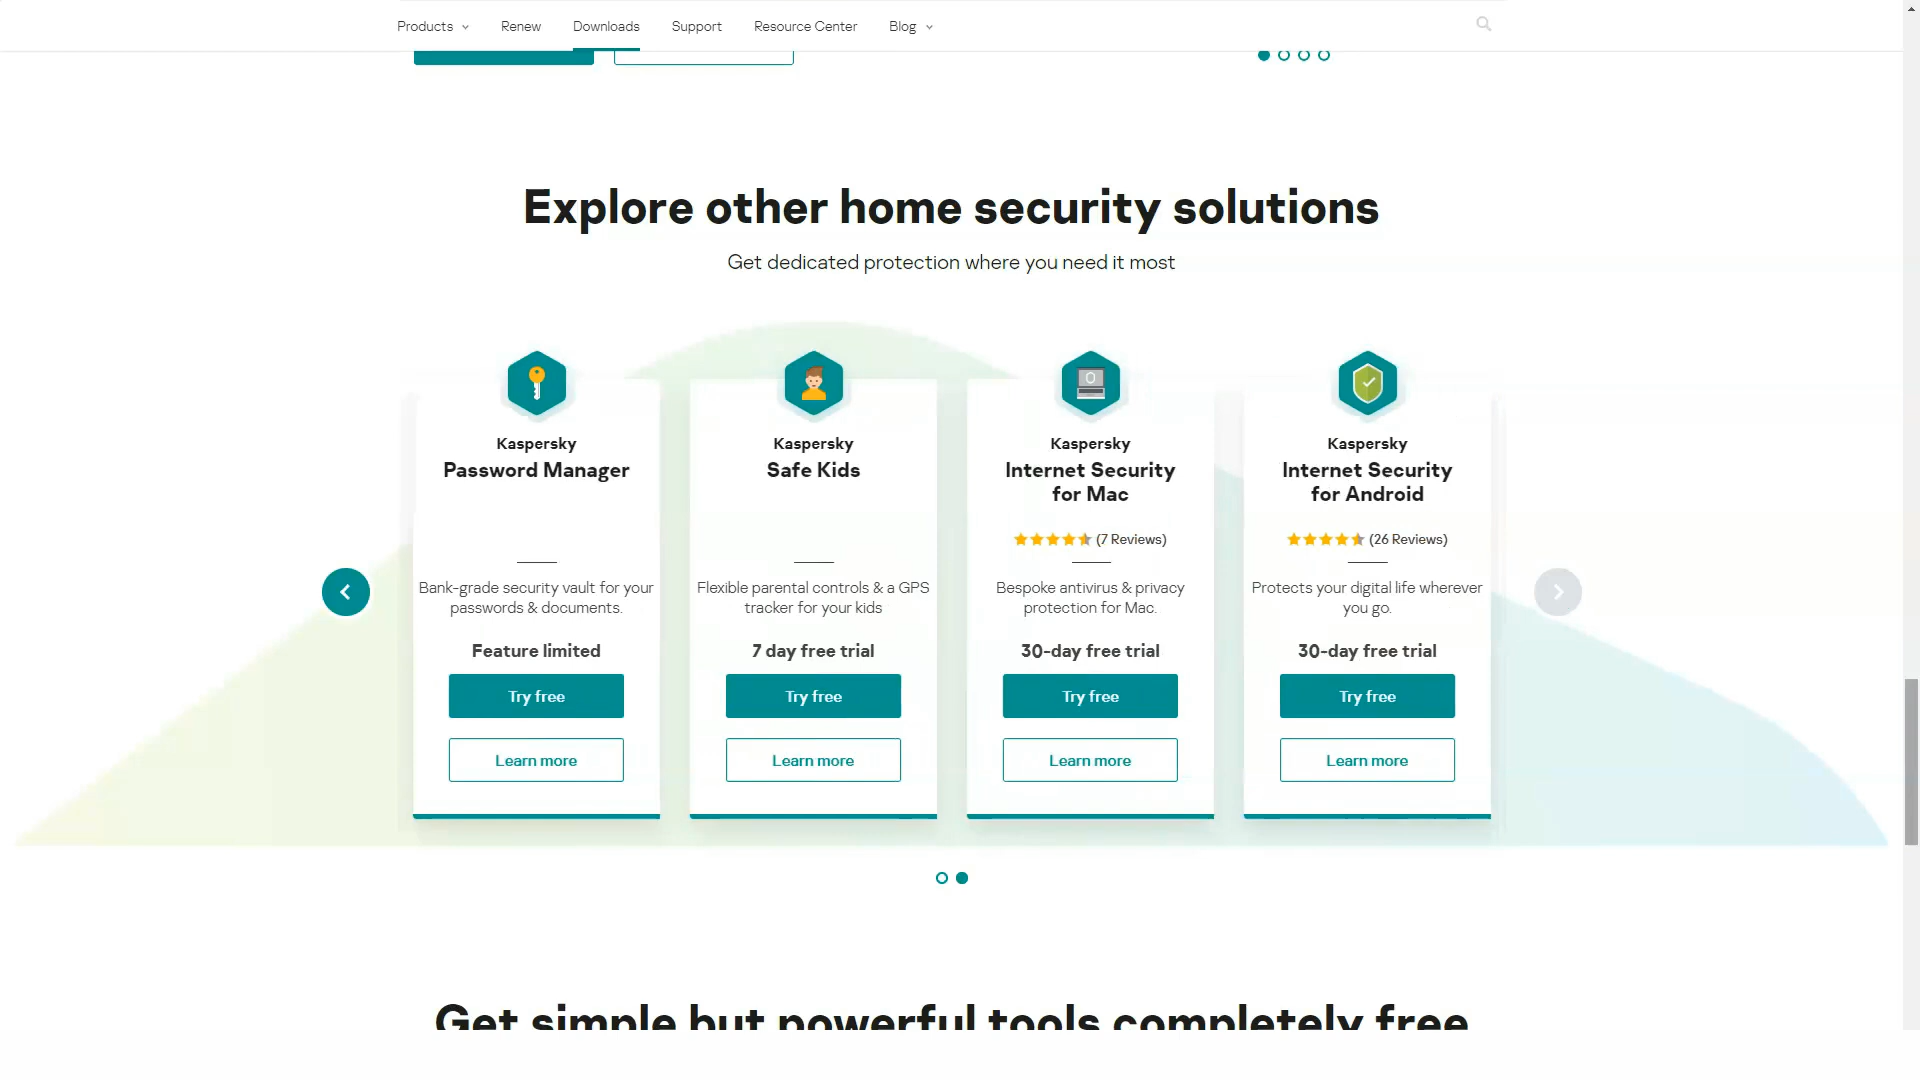 Products Renew Downloads Support Resource Center Blog
Explore other home security solutions
Get dedicated protection where you need it most
Kaspersky
Password Manager
Bank-grade security vault for your
passwords & documents.
Feature limited
Try free
Learn more
Kaspersky
Safe Kids
Flexible parental controls & a GPS
tracker for your kids
7 day free trial
Try free
Learn more
Kaspersky
Internet Security
for Mac
(7 Reviews)
Bespoke antivirus & privacy
protection for Mac.
30-day free trial
Try free
Learn more
Kaspersky
Internet Security
for Android
(26 Reviews)
Protects your digital life wherever
you go.
30-day free trial
Try free
Learn more
Get simple but powerful tools completely free